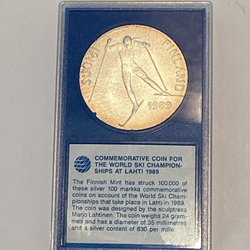 SUOMI FINLAND
1989
COMMEMORATIVE COIN FOR
THE WORLD SKI CHAMPION-
SHIPS AT LAHTI 1989
The Finnish Mint has struck 100.000 of
these silver 100 markka commemorative
coins on account of the World Ski Cham-
pionships that take place in Lahti in 1989.
The coin was designed by the sculptress
Marjo Lahtinen. The coin weighs 24 gram-
mes and has a diameter of 35 millimetres
and a silver content of 830 per mille.